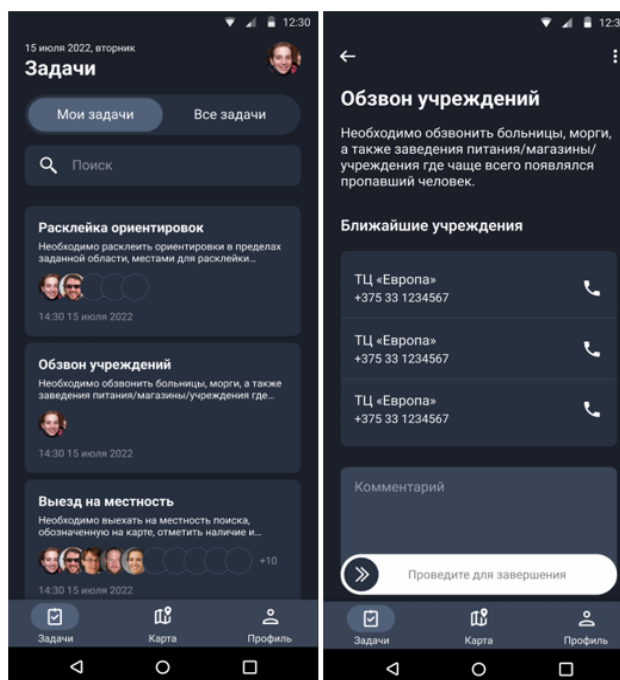 12:30
15 июля 2022, вторник
Задачи
Мои задачи
Все задачи
Поиск
Расклейка ориентировок
Необходимо расклеить ориентировки в пределах
заданной области, местами для расклейки...
14:30 15 июля 2022
Обзвон учреждений
Необходимо обзвонить больницы, морги, а также
заведения питания/магазины/учреждения где...
14:30 15 июля 2022
Выезд на местность
Необходимо выехать на местность поиска,
обозначенную на карте, отметить наличие и...
+10
14:30 15 июля 2022
Задачи
Карта
Профиль
12:3
Обзвон учреждений
Необходимо обзвонить больницы, морги,
а также заведения питания/магазины/
учреждения где чаще всего появлялся
пропавший человек.
Ближайшие учреждения
ТЦ «Европа»
+375 33 1234567
ТЦ «Европа»
+375 33 1234567
ТЦ «Европа»
+375 33 1234567
Комментарий
Проведите для завершения
Задачи
Карта
Профиль